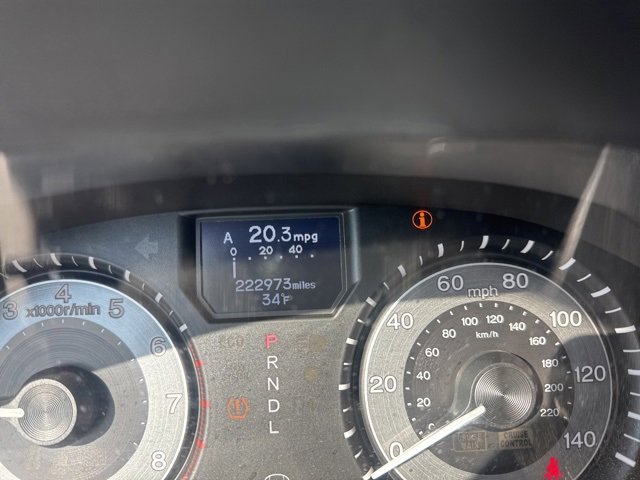 A 20.3 mpg
0 20 40
222973 miles
34°F
3 4 5 6 7 8
x1000r/min
P
R
N
D
L
0 20 40 60 80 100 120 140
mph
0 20 40 60 80 100 120 140 160 180 200 220
km/h
CRUISE
CONTROL